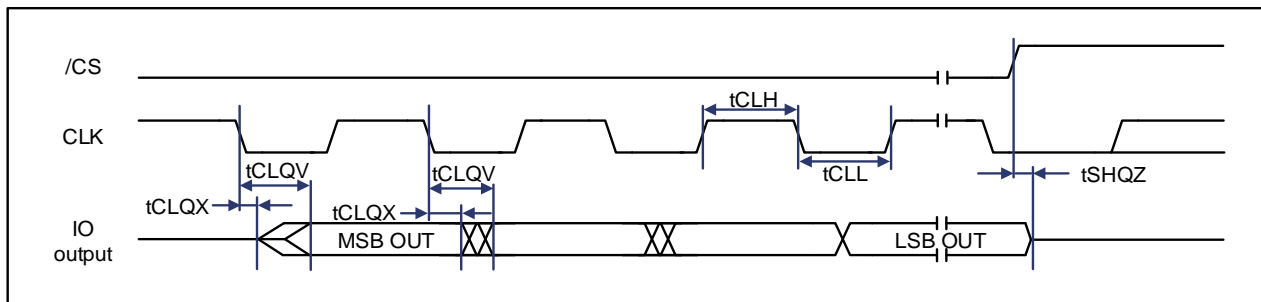 /CS
tCLH
CLK
tCLQV
tCLQV
tCLL
tSHQZ
tCLQX
tCLQX
IO
output
MSB OUT
LSB OUT